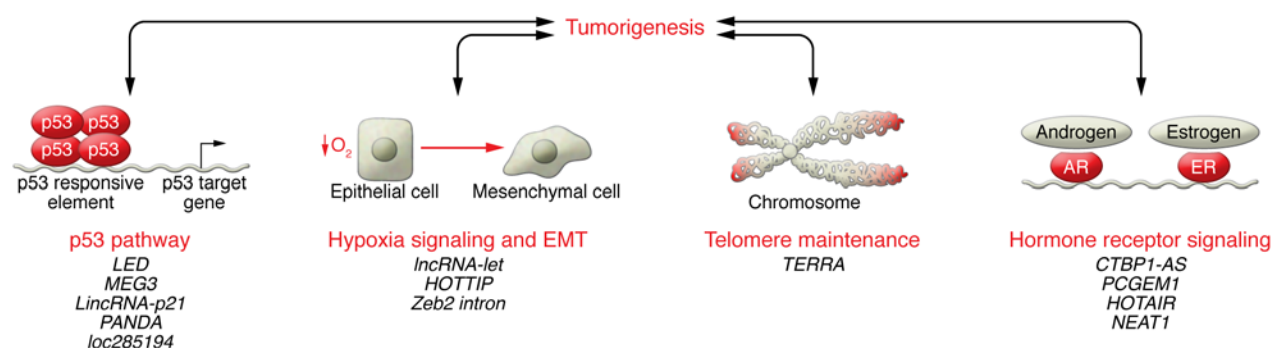 Tumorigenesis
p53 p53
p53 p53
p53 responsive
element
p53 target
gene
↓O2
Epithelial cell
Mesenchymal cell
Chromosome
Androgen
Estrogen
AR
ER
p53 pathway
LED
MEG3
LincRNA-p21
PANDA
loc285194
Hypoxia signaling and EMT
lncRNA-let
HOTTIP
Zeb2 intron
Telomere maintenance
TERRA
Hormone receptor signaling
CTBP1-AS
PCGEM1
HOTAIR
NEAT1